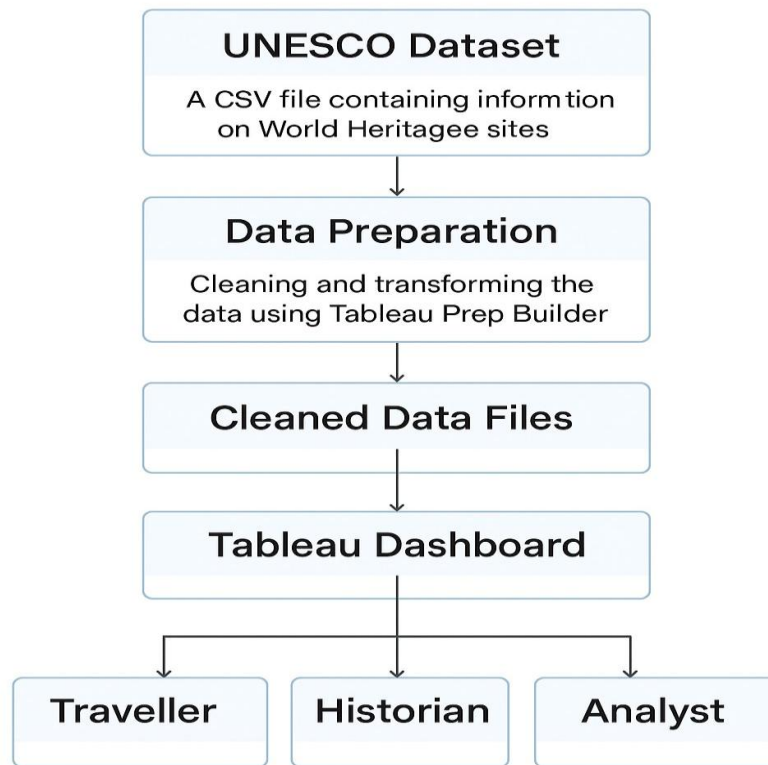 UNESCO Dataset
A CSV file containing informtion
on World Heritagee sites
Data Preparation
Cleaning and transforming the
data using Tableau Prep Builder
Cleaned Data Files
Tableau Dashboard
Traveller
Historian
Analyst